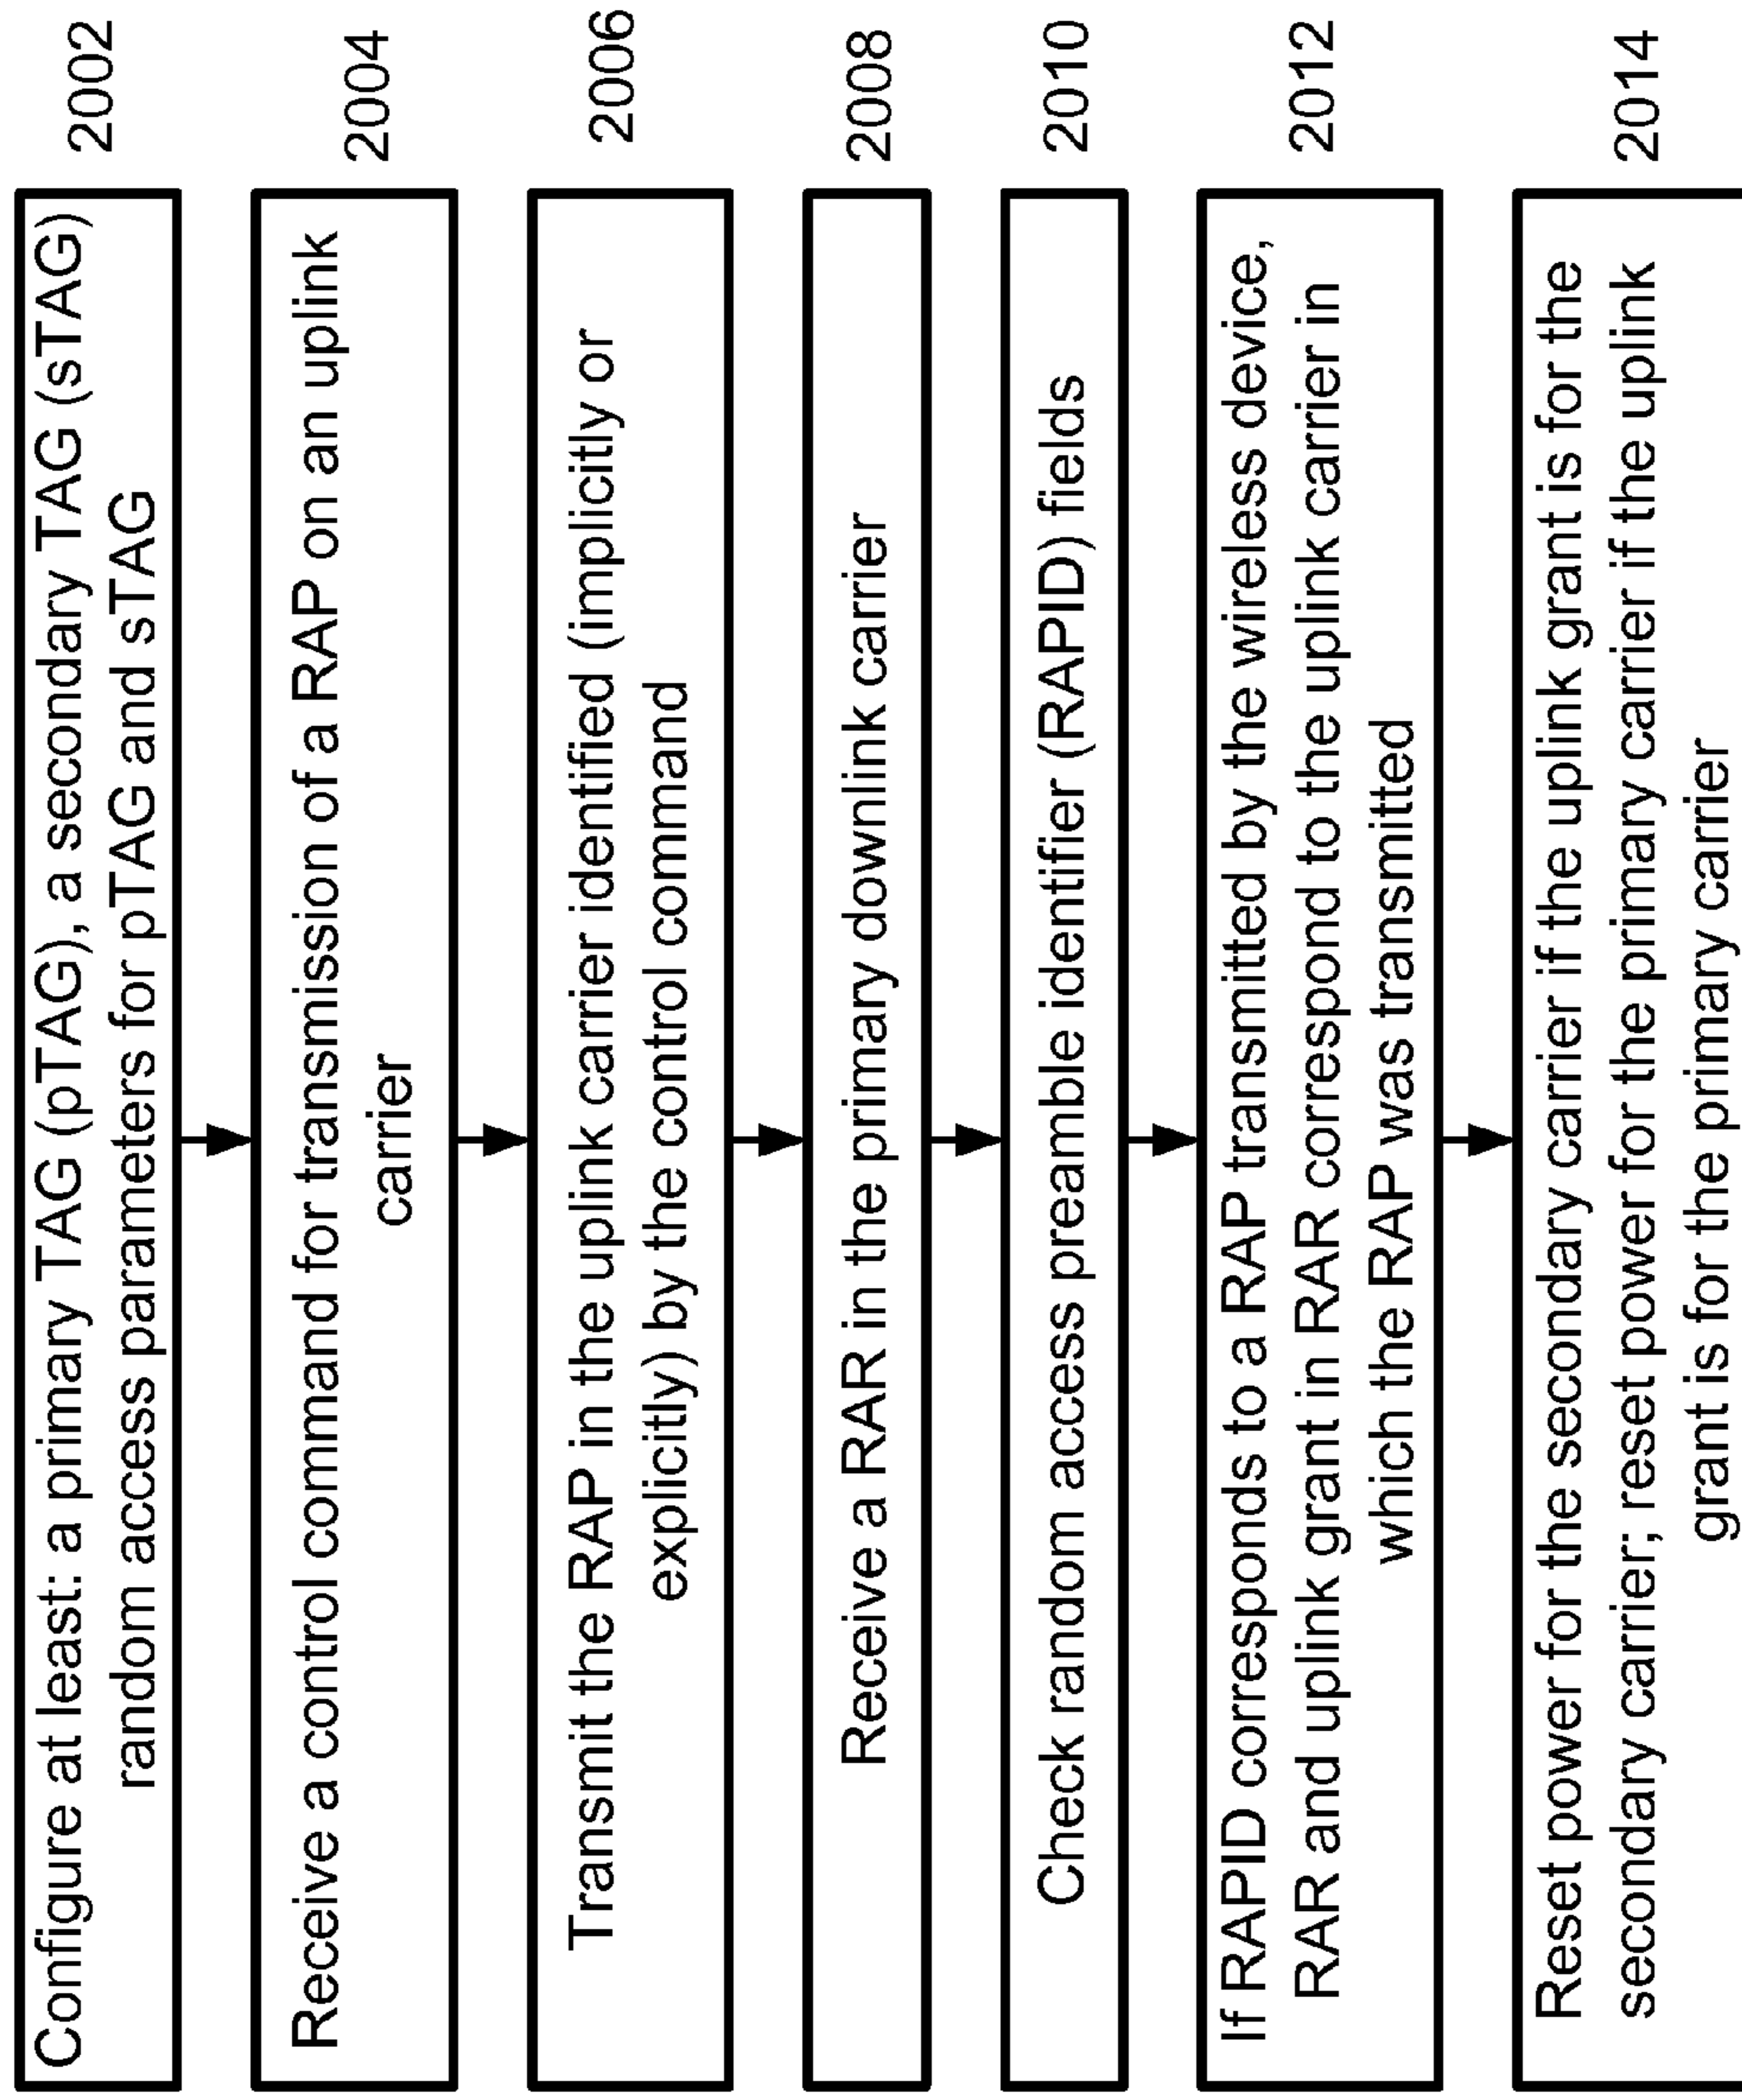 Configure at least: a primary TAG (pTAG), a secondary TAG (sTAG)
random access parameters for pTAG and sTAG
2002
Receive a control command for transmission of a RAP on an uplink
carrier
2004
Transmit the RAP in the uplink carrier identified (implicitly or
explicitly) by the control command
2006
Receive a RAR in the primary downlink carrier
2008
Check random access preamble identifier (RAPID) fields
2010
If RAPID corresponds to a RAP transmitted by the wireless device,
RAR and uplink grant in RAR correspond to the uplink carrier in
which the RAP was transmitted
2012
Reset power for the secondary carrier if the uplink grant is for the
secondary carrier; reset power for the primary carrier if the uplink
grant is for the primary carrier
2014